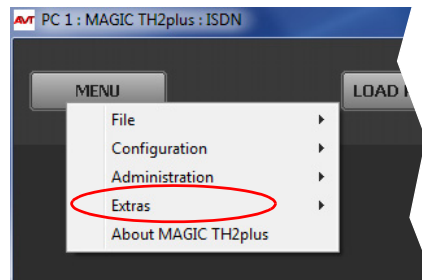 AVT PC 1 : MAGIC TH2plus : ISDN
MENU
LOAD
File
Configuration
Administration
Extras
About MAGIC TH2plus